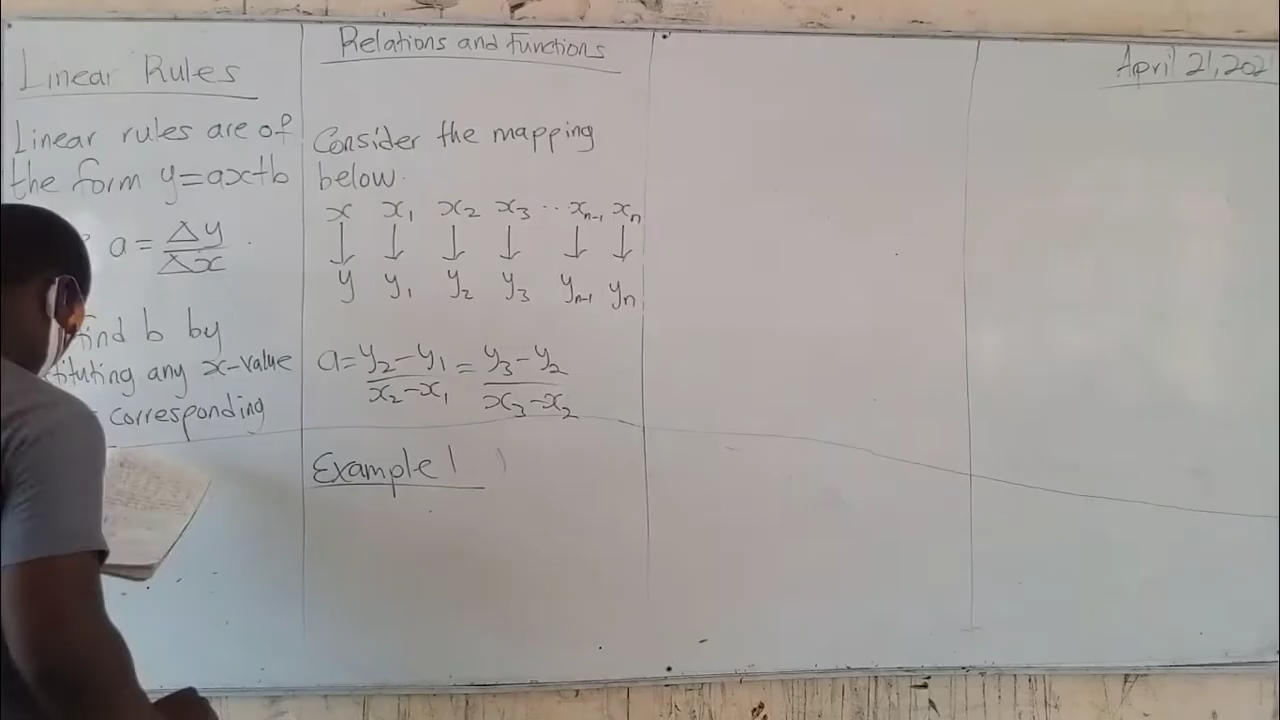 Linear Rules
Linear rules are of
the form y=ax+b
a = Δy/Δx
find b by
any x-value
corresponding
Relations and functions
Consider the mapping
below.
x x₁ x₂ x₃ ... xₙ₋₁ xₙ
↓ ↓ ↓ ↓ ↓ ↓
y y₁ y₂ y₃ yₙ₋₁ yₙ
a = (y₂-y₁)/(x₂-x₁) = (y₃-y₂)/(x₃-x₂)
Example 1
April 21, 202